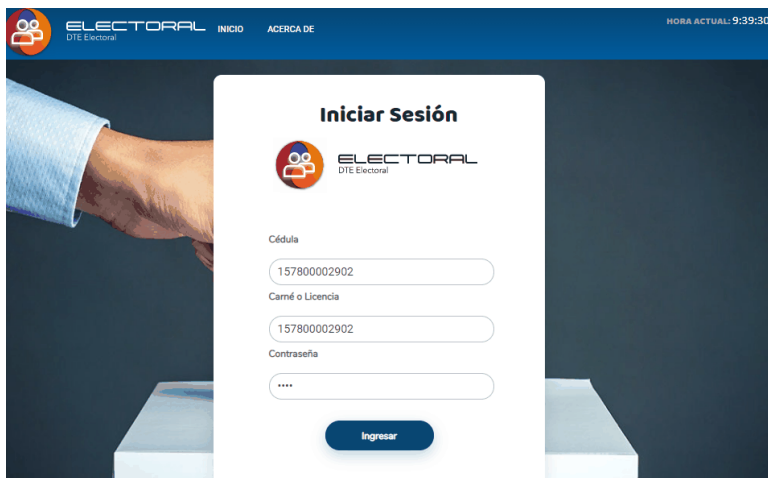 ELECTORAL
DTE Electoral
INICIO
ACERCA DE
HORA ACTUAL: 9:39:30
Iniciar Sesión
ELECTORAL
DTE Electoral
Cédula
157800002902
Carné o Licencia
157800002902
Contraseña
••••
Ingresar